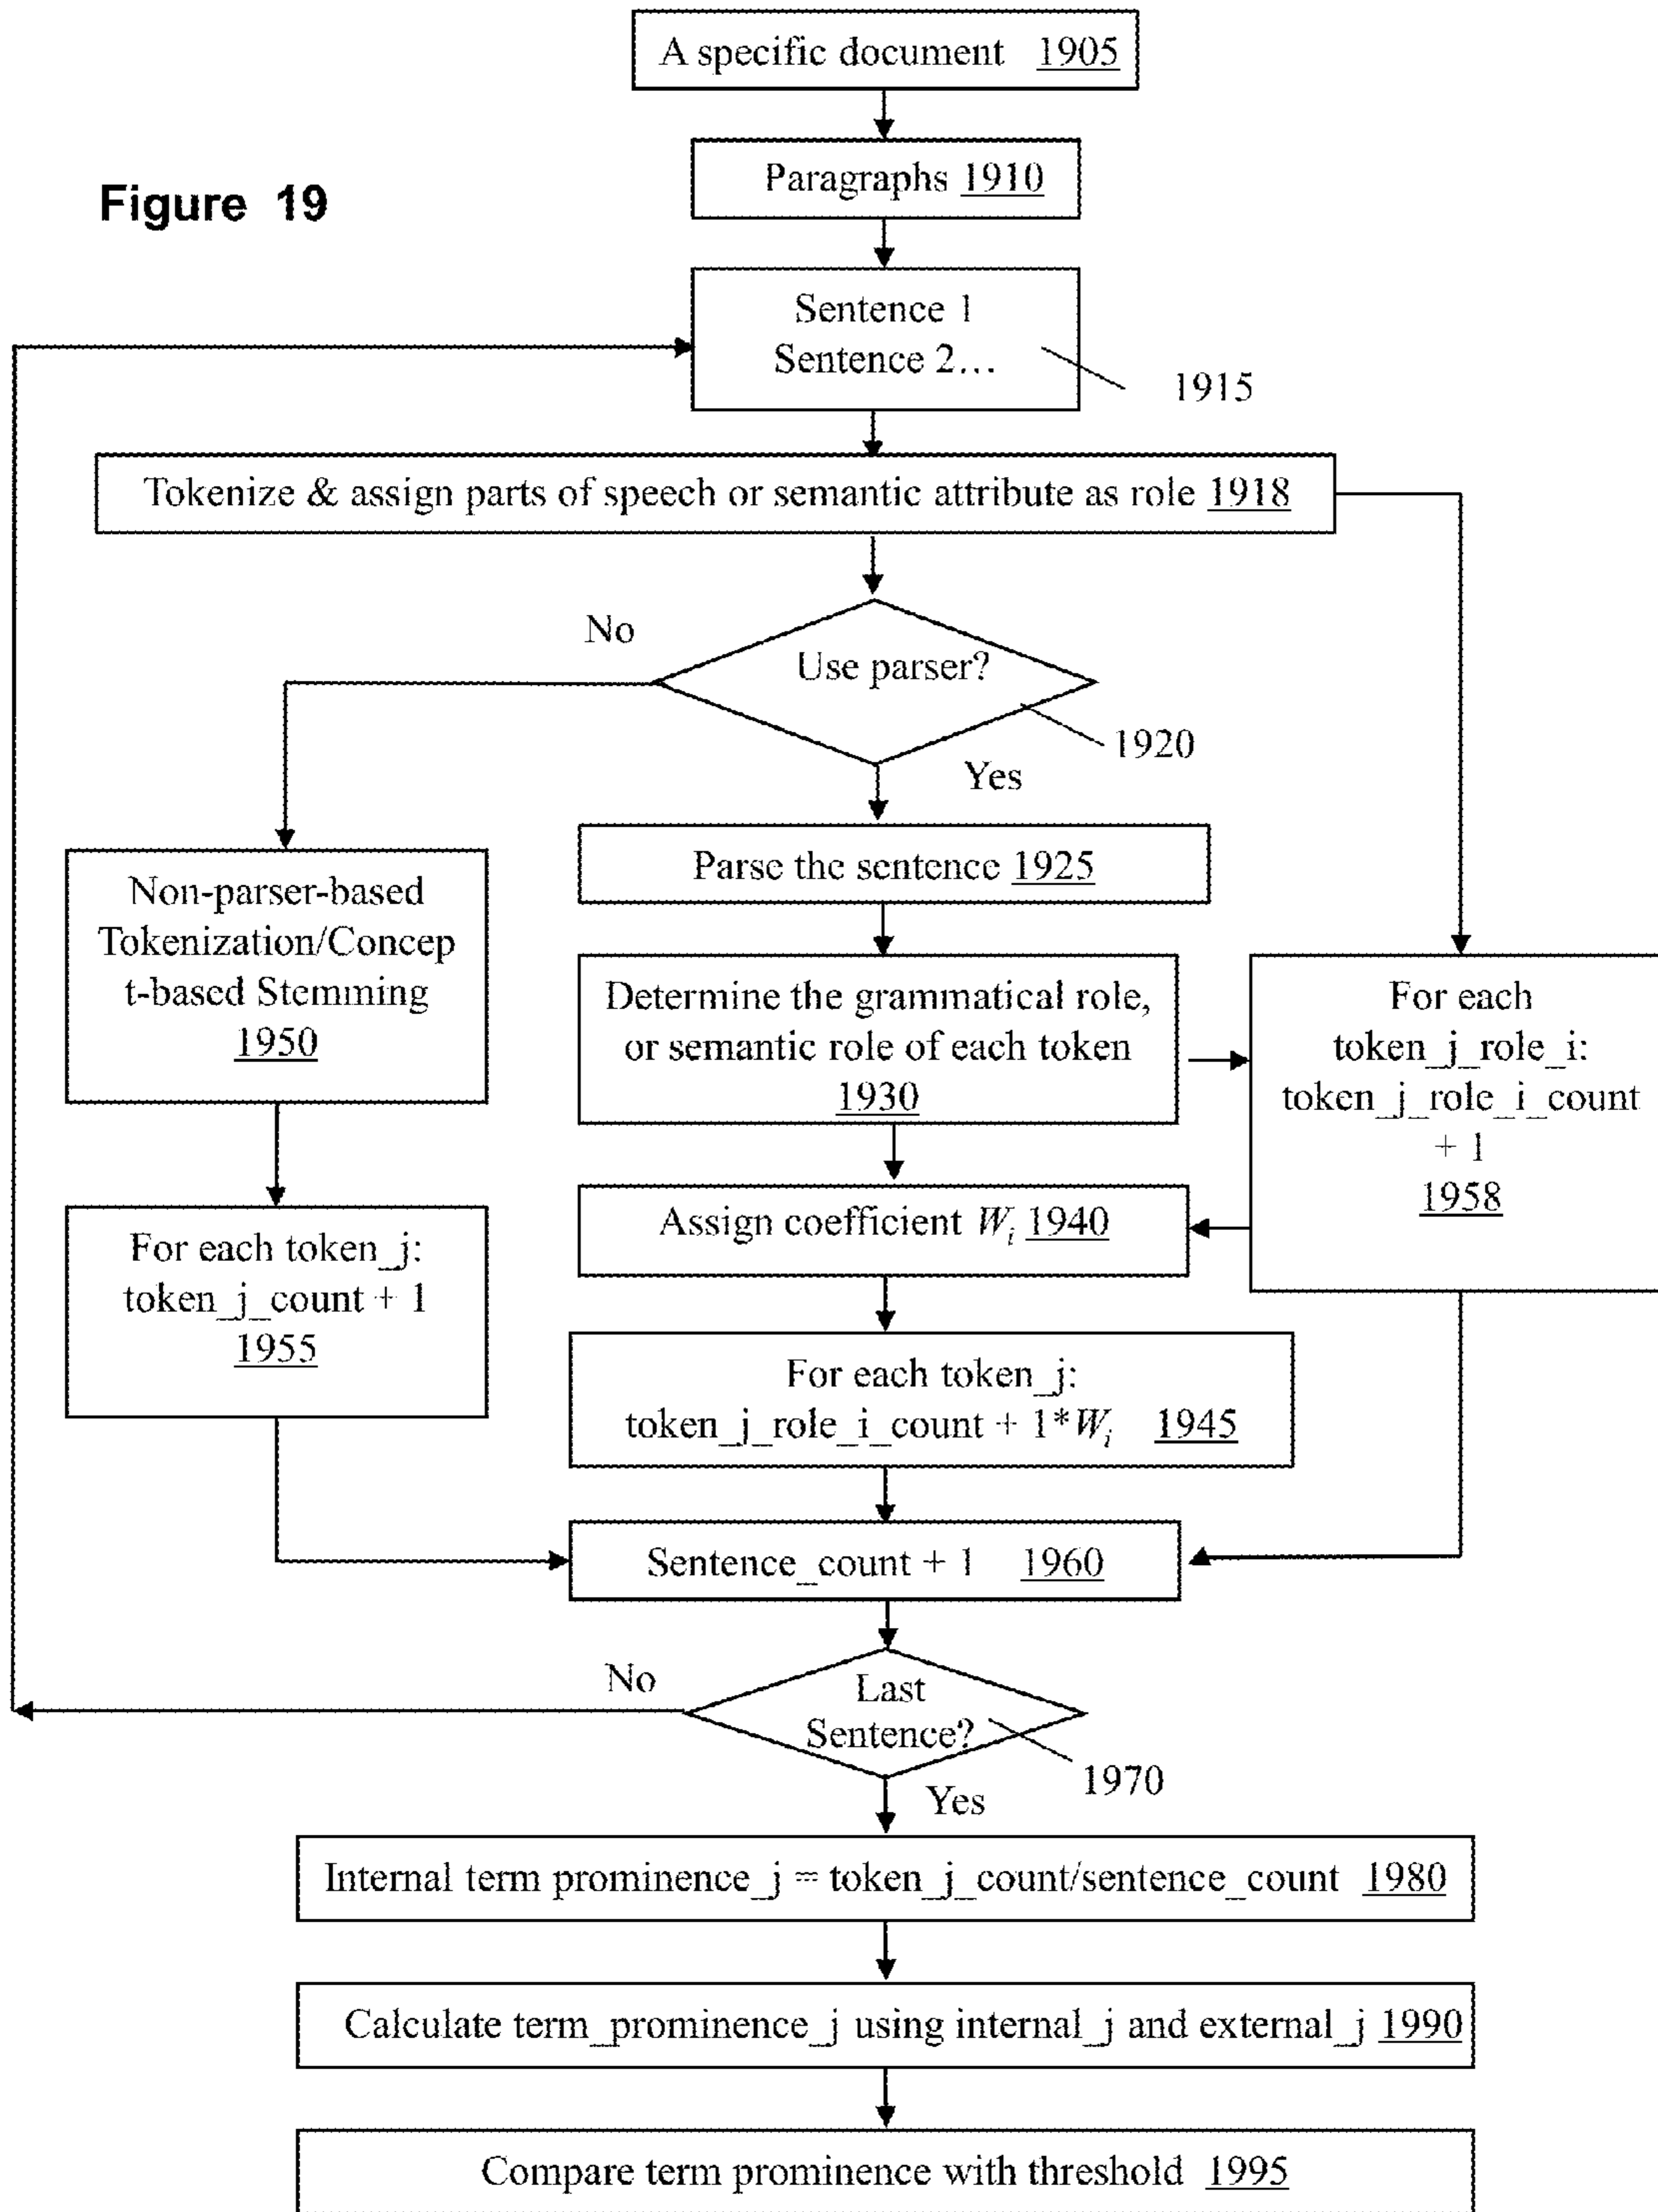 A specific document 1905
Paragraphs 1910
Figure 19
Sentence 1
Sentence 2...
1915
Tokenize & assign parts of speech or semantic attribute as role 1918
No
Use parser?
1920
Yes
Parse the sentence 1925
Non-parser-based
Tokenization/Concep
t-based Stemming
1950
Determine the grammatical role,
or semantic role of each token
1930
For each
token_j_role_i:
token_j_role_i_count
+ 1
1958
Assign coefficient Wi 1940
For each token_j:
token_j_count + 1
1955
For each token_j:
token_j_role_i_count + 1*Wi 1945
Sentence_count + 1 1960
No
Last
Sentence?
1970
Yes
Internal term prominence_j = token_j_count/sentence_count 1980
Calculate term_prominence_j using internal_j and external_j 1990
Compare term prominence with threshold 1995